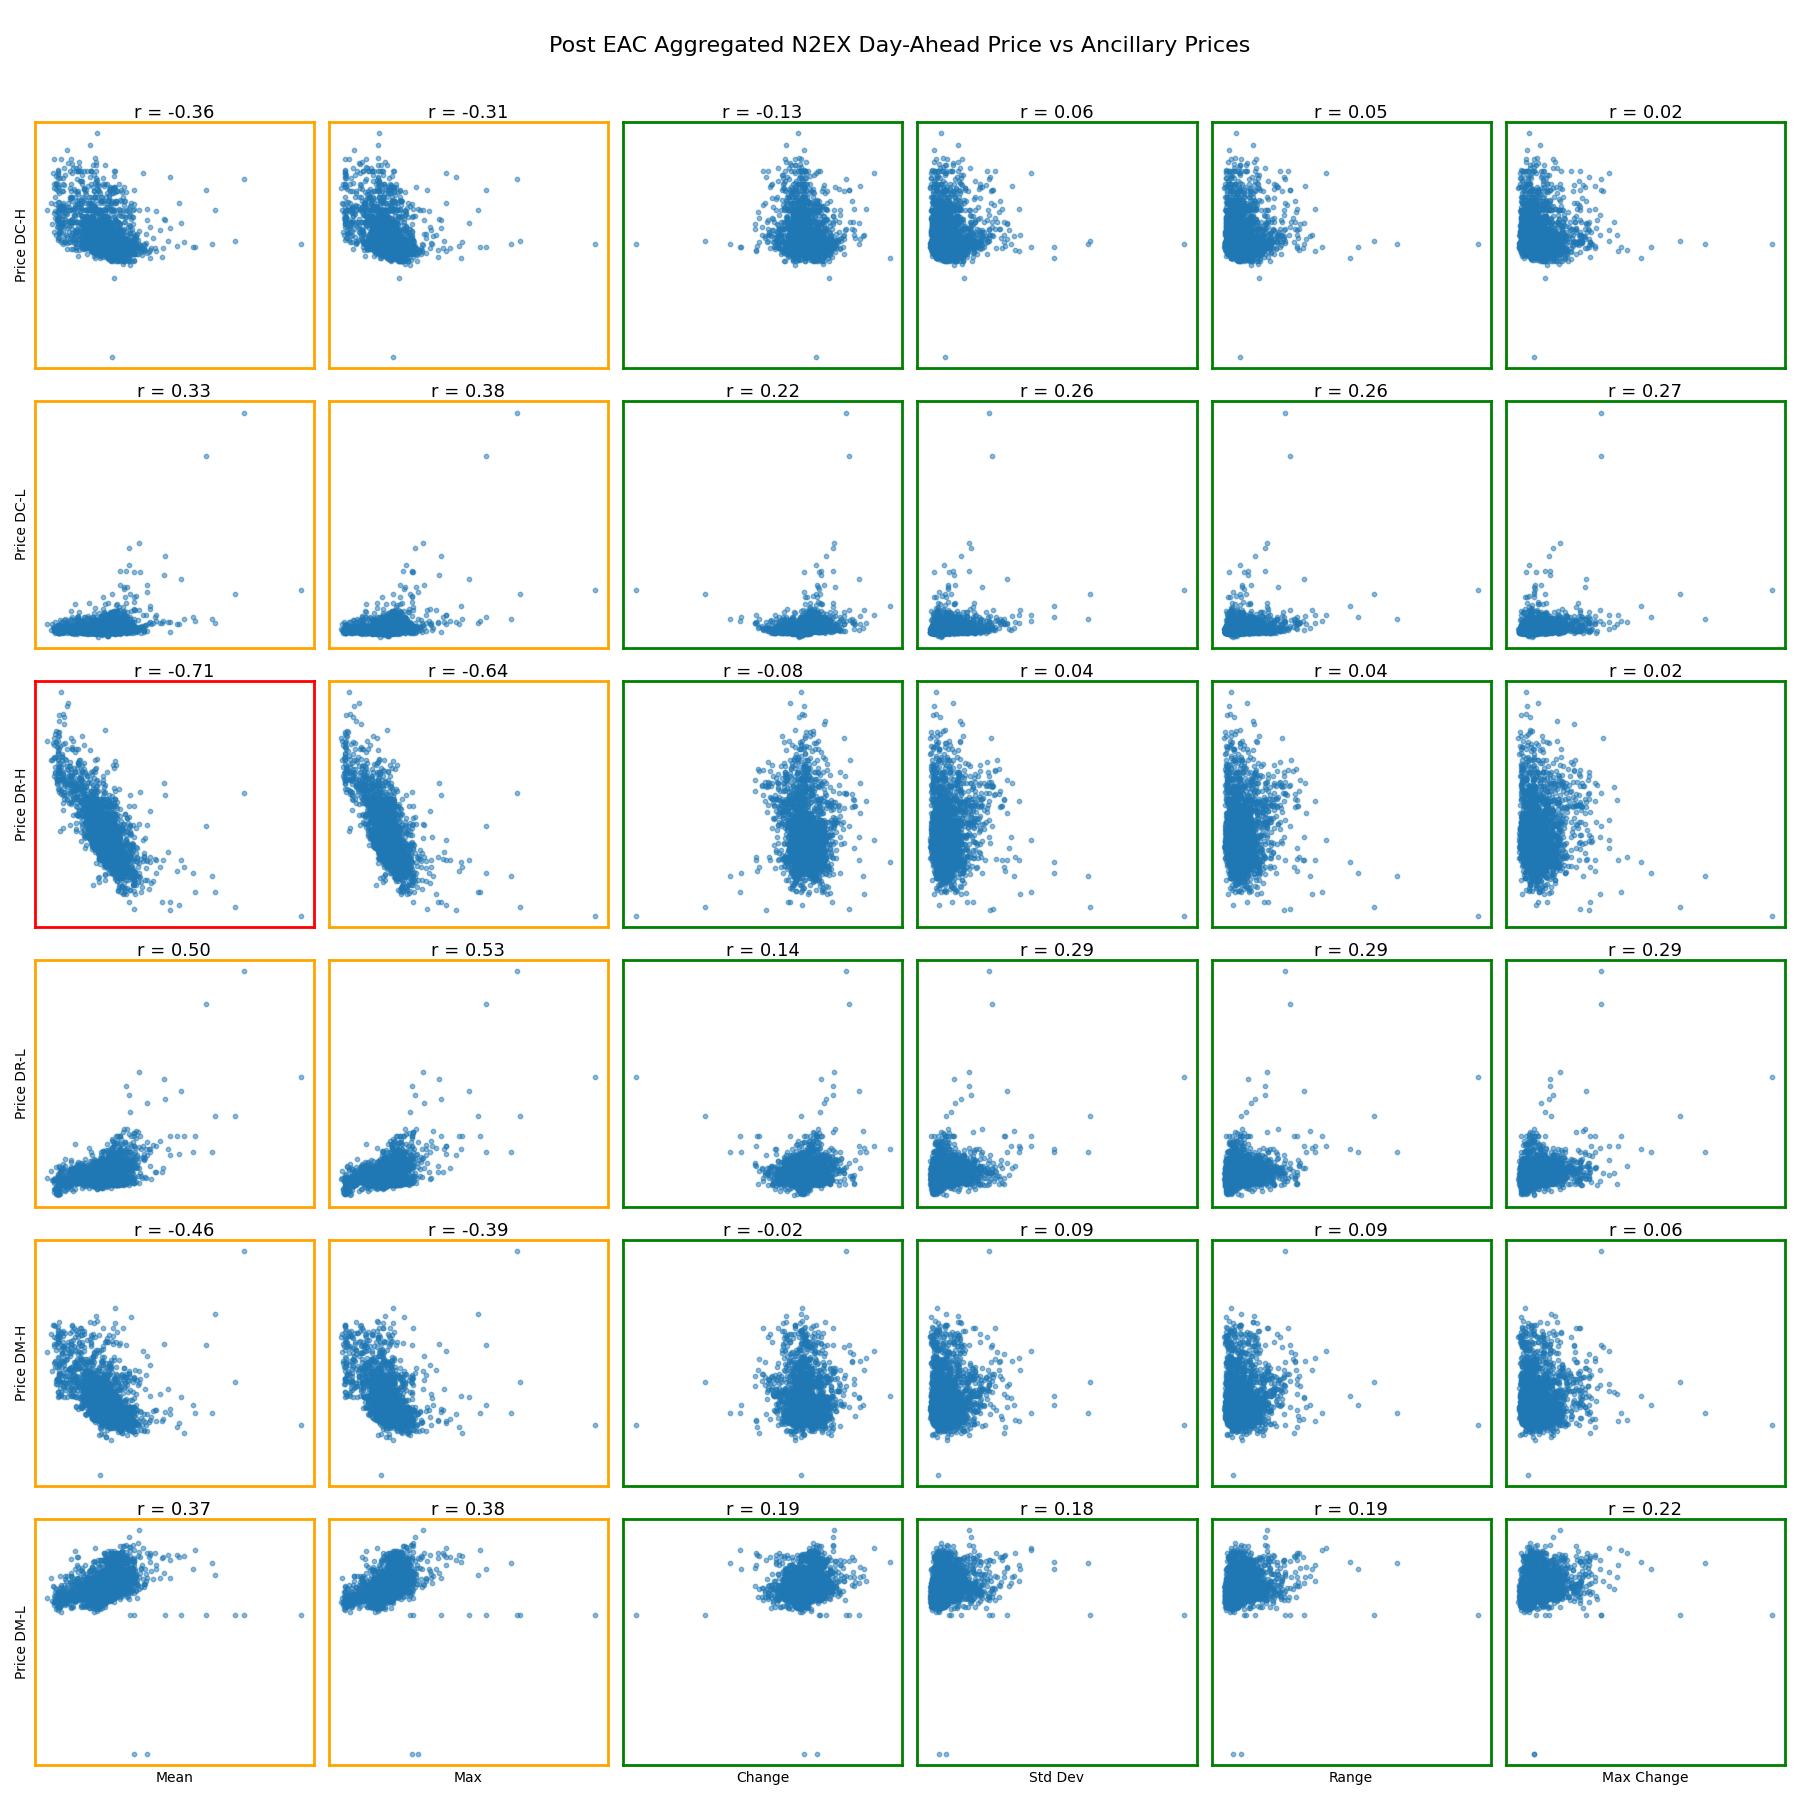 Post EAC Aggregated N2EX Day-Ahead Price vs Ancillary Prices
r = -0.36 r = -0.31 r = -0.13 r = 0.06 r = 0.05 r = 0.02
Price DC-H
r = 0.33 r = 0.38 r = 0.22 r = 0.26 r = 0.26 r = 0.27
Price DC-L
r = -0.71 r = -0.64 r = -0.08 r = 0.04 r = 0.04 r = 0.02
Price DR-H
r = 0.50 r = 0.53 r = 0.14 r = 0.29 r = 0.29 r = 0.29
Price DR-L
r = -0.46 r = -0.39 r = -0.02 r = 0.09 r = 0.09 r = 0.06
Price DM-H
r = 0.37 r = 0.38 r = 0.19 r = 0.18 r = 0.19 r = 0.22
Price DM-L
Mean Max Change Std Dev Range Max Change